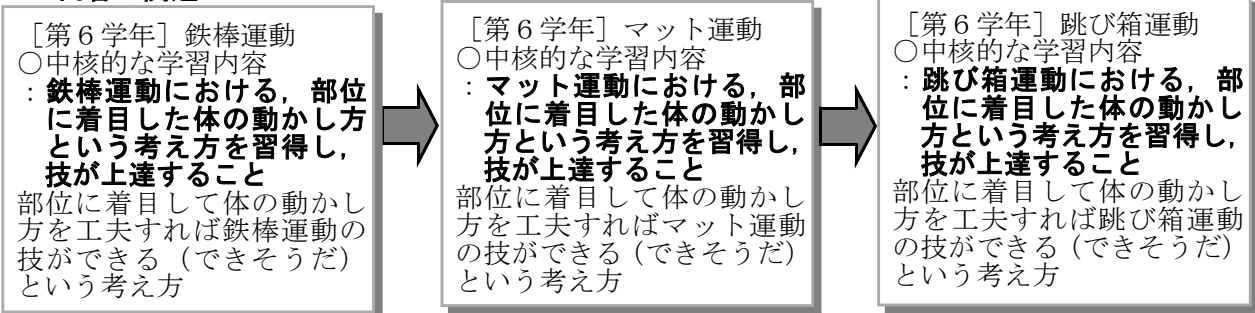 ［第６学年］鉄棒運動
○中核的な学習内容
：鉄棒運動における，部位
に着目した体の動かし方
という考え方を習得し，
技が上達すること
部位に着目して体の動かし
方を工夫すれば鉄棒運動の
技ができる（できそうだ）
という考え方
［第６学年］マット運動
○中核的な学習内容
：マット運動における，部
位に着目した体の動かし
方という考え方を習得し，
技が上達すること
部位に着目して体の動かし
方を工夫すればマット運動
の技ができる（できそうだ）
という考え方
［第６学年］跳び箱運動
○中核的な学習内容
：跳び箱運動における，部
位に着目した体の動かし
方という考え方を習得し，
技が上達すること
部位に着目して体の動かし
方を工夫すれば跳び箱運動
の技ができる（できそうだ）
という考え方